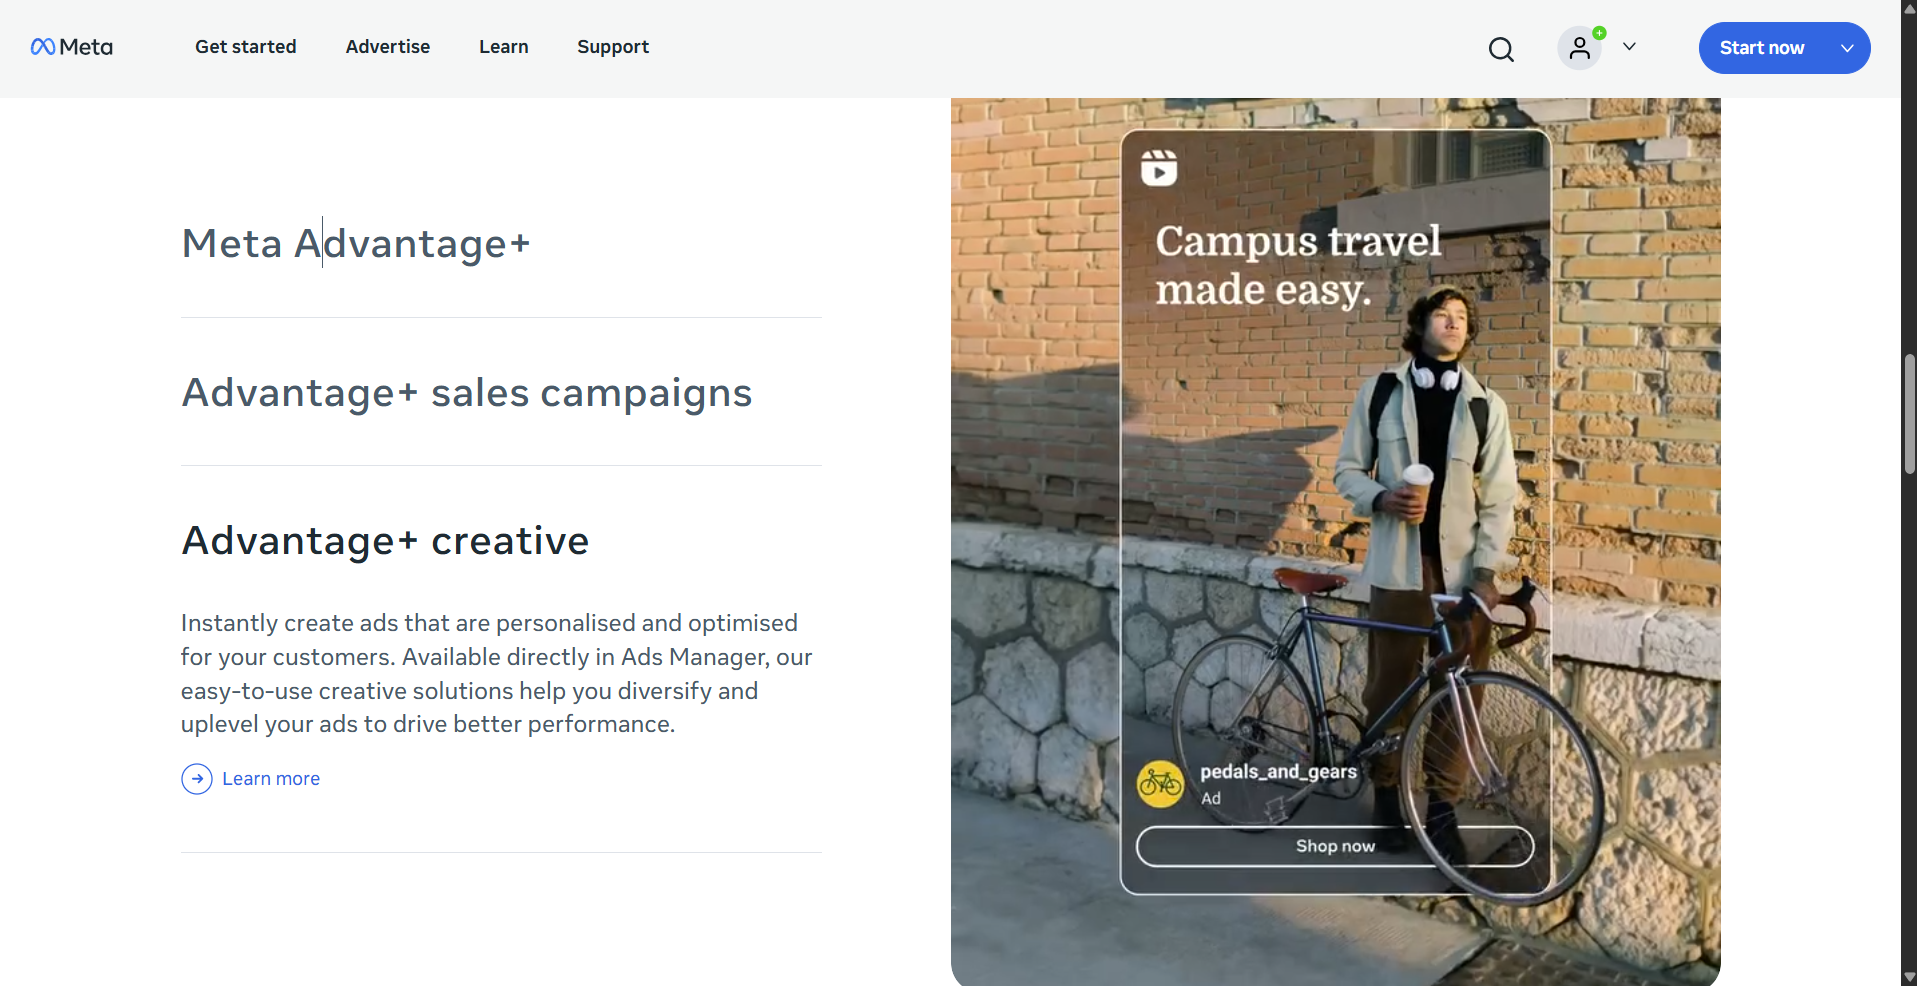 Meta
Get started
Advertise
Learn
Support
Start now
Meta Advantage+
Advantage+ sales campaigns
Advantage+ creative
Instantly create ads that are personalised and optimised
for your customers. Available directly in Ads Manager, our
easy-to-use creative solutions help you diversify and
uplevel your ads to drive better performance.
Learn more
Campus travel
made easy.
pedals_and_gears
Ad
Shop now